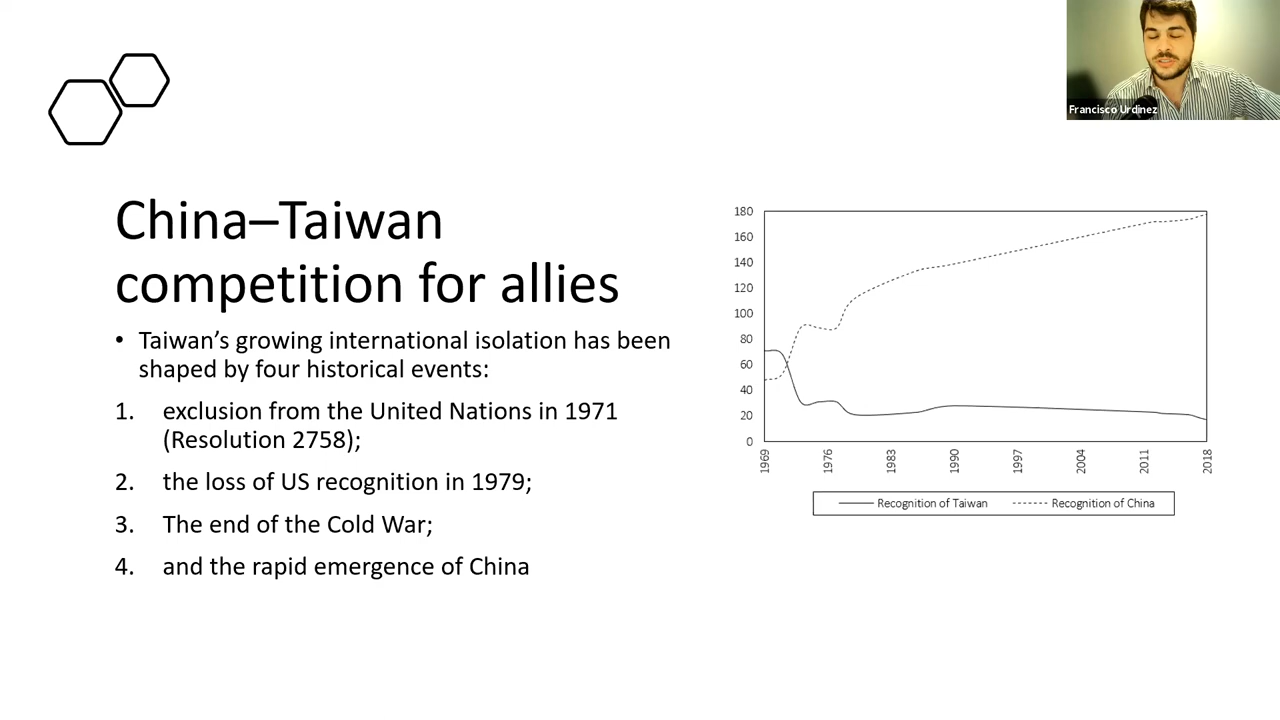 Francisco Urdinez
China–Taiwan
competition for allies
• Taiwan's growing international isolation has been
shaped by four historical events:
1. exclusion from the United Nations in 1971
(Resolution 2758);
2. the loss of US recognition in 1979;
3. The end of the Cold War;
4. and the rapid emergence of China
180
160
140
120
100
80
60
40
20
0
1969 1976 1983 1990 1997 2004 2011 2018
Recognition of Taiwan Recognition of China